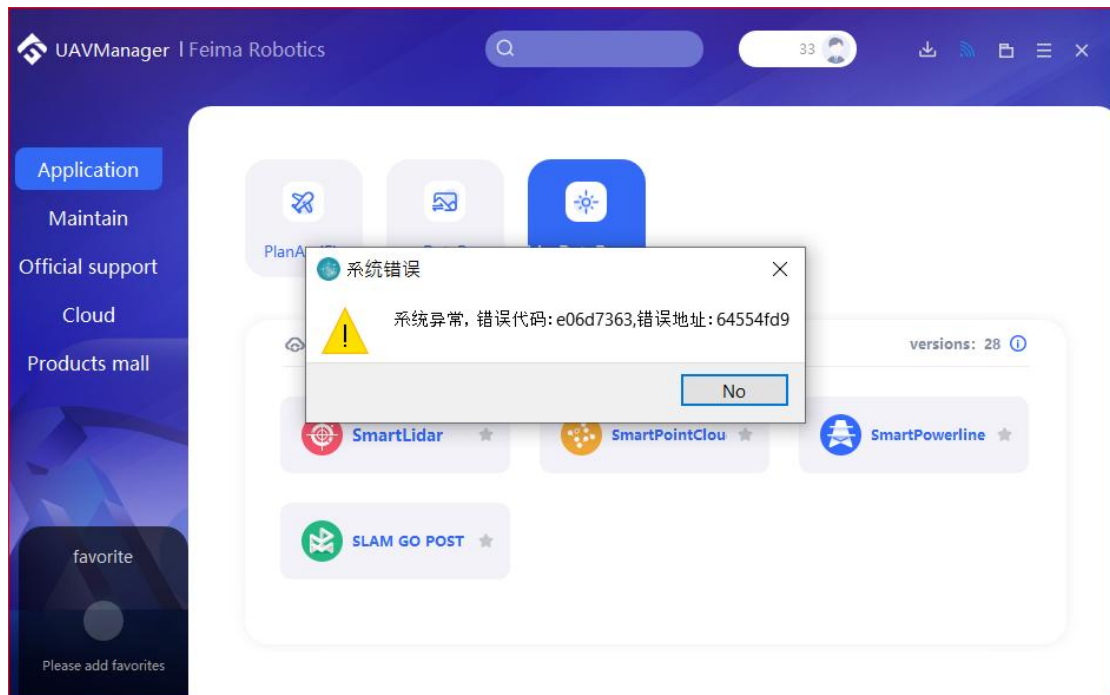 UAVManager | Feima Robotics
33
Application
Maintain
Official support
Cloud
Products mall
PlanA
系统错误
系统异常, 错误代码:e06d7363,错误地址:64554fd9
No
versions: 28
SmartLidar
SmartPointClou
SmartPowerline
SLAM GO POST
favorite
Please add favorites